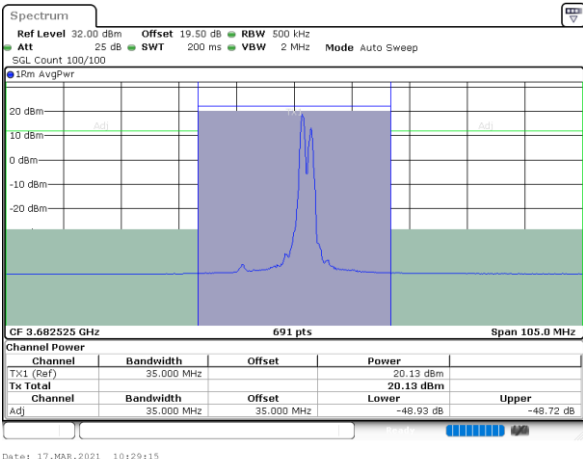 Spectrum
Ref Level 32.00 dBm Offset 19.50 dB RBW 500 kHz
Att 25 dB SWT 200 ms VBW 2 MHz Mode Auto Sweep
SGL Count 100/100
1Rm AvgPwr
20 dBm
Adj TX1 Adj
10 dBm
0 dBm
-10 dBm
-20 dBm
CF 3.682525 GHz 691 pts Span 105.0 MHz
Channel Power
Channel Bandwidth Offset Power
TX1 (Ref) 35.000 MHz 20.13 dBm
Tx Total 20.13 dBm
Channel Bandwidth Offset Lower Upper
Adj 35.000 MHz 35.000 MHz -48.93 dB -48.72 dB
Ready
Date: 17.MAR.2021 10:29:15